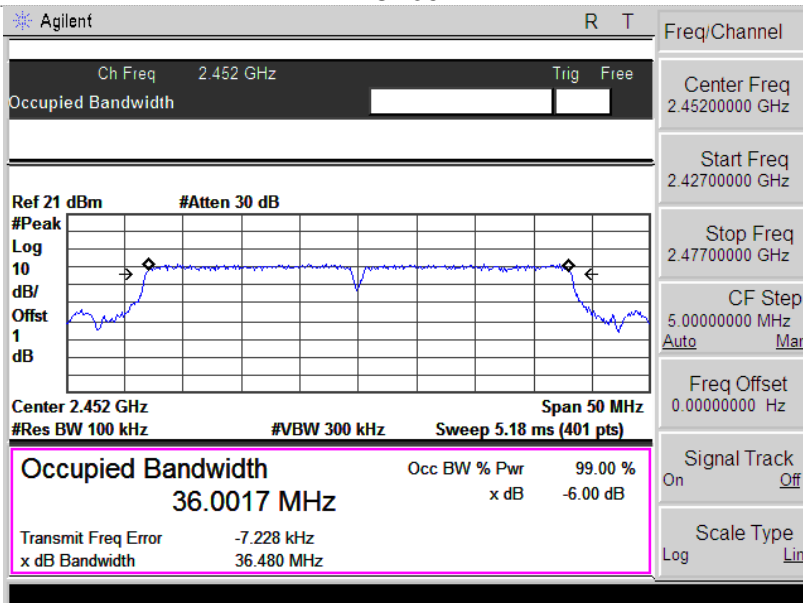 Agilent R T
Ch Freq 2.452 GHz Trig Free
Occupied Bandwidth
Ref 21 dBm #Atten 30 dB
#Peak
Log
10
dB/
Offst
1
dB
Center 2.452 GHz Span 50 MHz
#Res BW 100 kHz #VBW 300 kHz Sweep 5.18 ms (401 pts)
Occupied Bandwidth Occ BW % Pwr 99.00 %
36.0017 MHz x dB -6.00 dB
Transmit Freq Error -7.228 kHz
x dB Bandwidth 36.480 MHz
Freq/Channel
Center Freq
2.45200000 GHz
Start Freq
2.42700000 GHz
Stop Freq
2.47700000 GHz
CF Step
5.00000000 MHz
Auto Man
Freq Offset
0.00000000 Hz
Signal Track
On Off
Scale Type
Log Lin